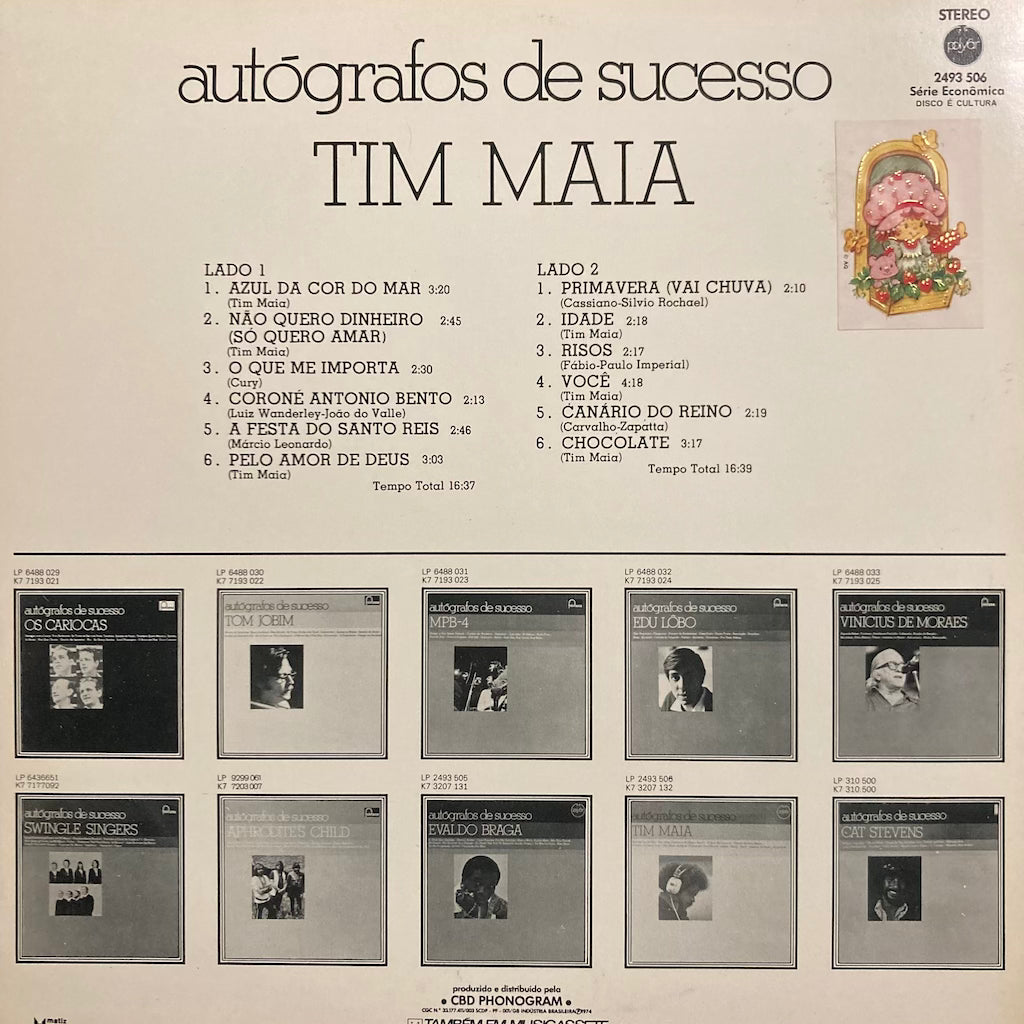 STEREO
polydor
2493 506
Série Econômica
DISCO É CULTURA
autógrafos de sucesso
TIM MAIA
LADO 1
1. AZUL DA COR DO MAR 3:20
(Tim Maia)
2. NÃO QUERO DINHEIRO 2:45
(SÓ QUERO AMAR)
(Tim Maia)
3. O QUE ME IMPORTA 2:30
(Cury)
4. CORONÉ ANTONIO BENTO 2:13
(Luiz Wanderley-João do Valle)
5. A FESTA DO SANTO REIS 2:46
(Márcio Leonardo)
6. PELO AMOR DE DEUS 3:03
(Tim Maia)
Tempo Total 16:37
LADO 2
1. PRIMAVERA (VAI CHUVA) 2:10
(Cassiano-Silvio Rochael)
2. IDADE 2:18
(Tim Maia)
3. RISOS 2:17
(Fábio-Paulo Imperial)
4. VOCÊ 4:18
(Tim Maia)
5. CANÁRIO DO REINO 2:19
(Carvalho-Zapatta)
6. CHOCOLATE 3:17
(Tim Maia)
Tempo Total 16:39
© AG
LP 6488 029
K7 7193 021
autógrafos de sucesso
OS CARIOCAS
LP 6488 030
K7 7193 022
autógrafos de sucesso
TOM JOBIM
LP 6488 031
K7 7193 023
autógrafos de sucesso
MPB-4
LP 6488 032
K7 7193 024
autógrafos de sucesso
EDU LÔBO
LP 6488 033
K7 7193 025
autógrafos de sucesso
VINICIUS DE MORAES
LP 6436651
K7 7177092
autógrafos de sucesso
SWINGLE SINGERS
LP 9299 061
K7 7203 007
autógrafos de sucesso
APHRODITE'S CHILD
LP 2493 505
K7 3207 131
autógrafos de sucesso
EVALDO BRAGA
LP 2493 506
K7 3207 132
autógrafos de sucesso
TIM MAIA
LP 310 500
K7 310 500
autógrafos de sucesso
CAT STEVENS
produzido e distribuído pela
• CBD PHONOGRAM •
matiz
TAMBÉM EM MUSICASSETE